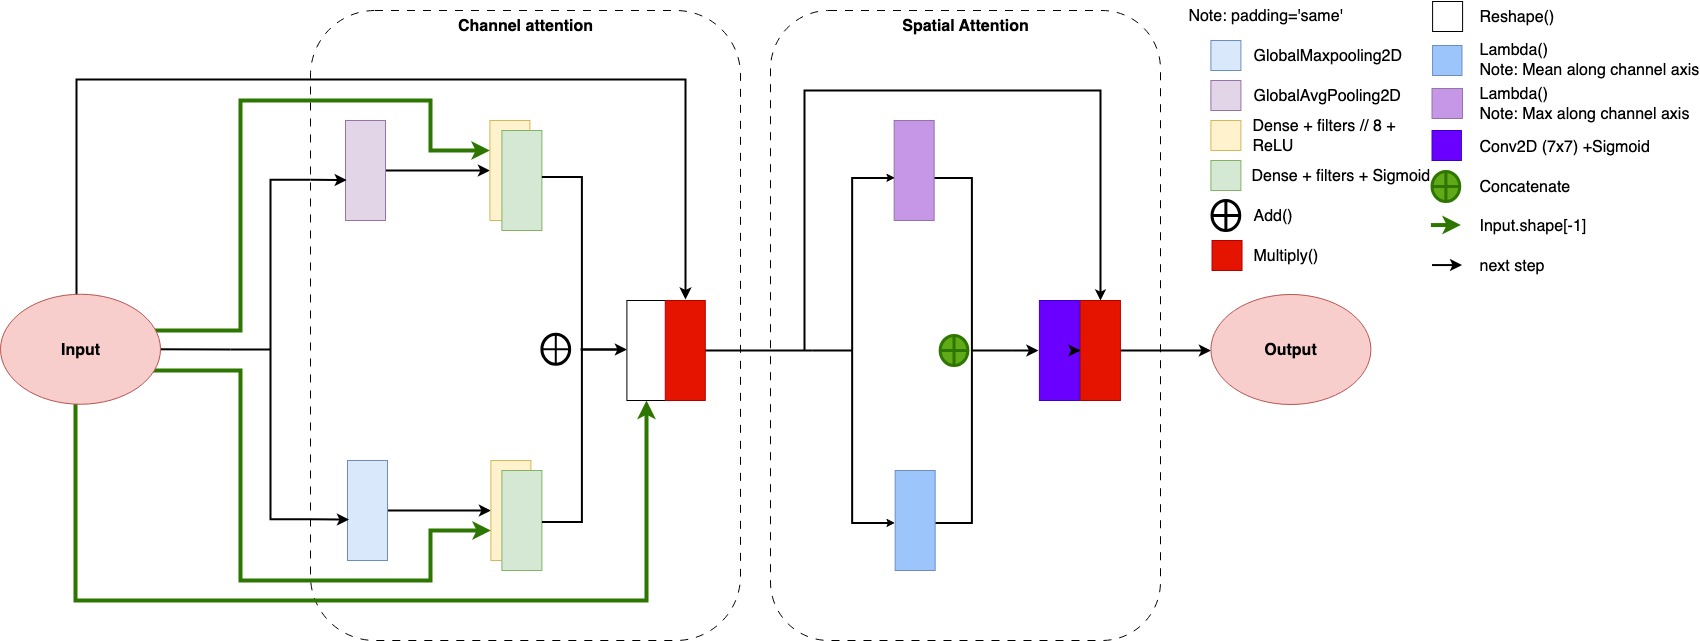 Channel attention
Spatial Attention
Input
Output
Note: padding='same'
GlobalMaxpooling2D
GlobalAvgPooling2D
Dense + filters // 8 +
ReLU
Dense + filters + Sigmoid
Add()
Multiply()
Reshape()
Lambda()
Note: Mean along channel axis
Lambda()
Note: Max along channel axis
Conv2D (7x7) +Sigmoid
Concatenate
Input.shape[-1]
next step